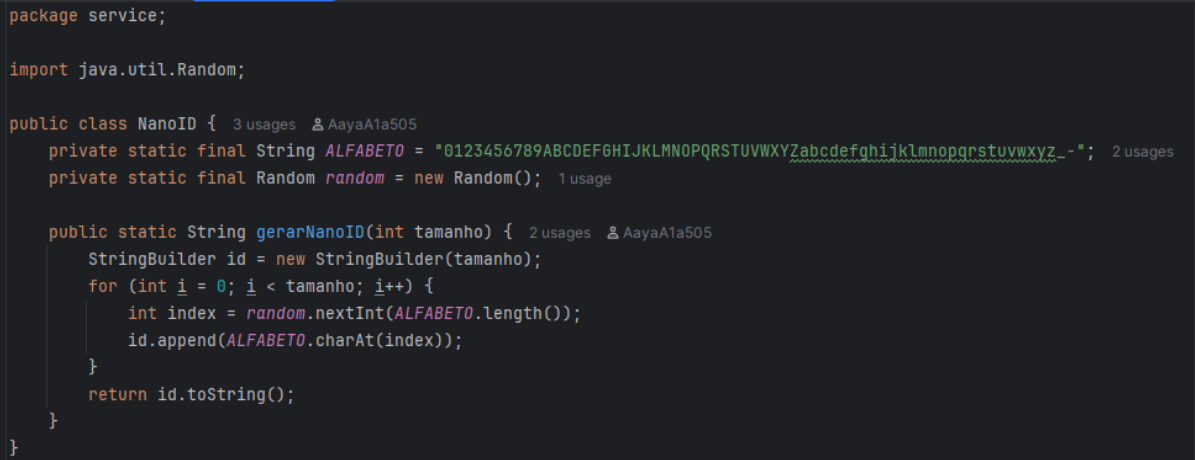 package service;
import java.util.Random;
public class NanoID { 3 usages AayaA1a505
private static final String ALFABETO = "0123456789ABCDEFGHIJKLMNOPQRSTUVWXYZabcdefghijklmnopqrstuvwxyz_-"; 2 usages
private static final Random random = new Random(); 1 usage
public static String gerarNanoID(int tamanho) { 2 usages AayaA1a505
StringBuilder id = new StringBuilder(tamanho);
for (int i = 0; i < tamanho; i++) {
int index = random.nextInt(ALFABETO.length());
id.append(ALFABETO.charAt(index));
}
return id.toString();
}
}